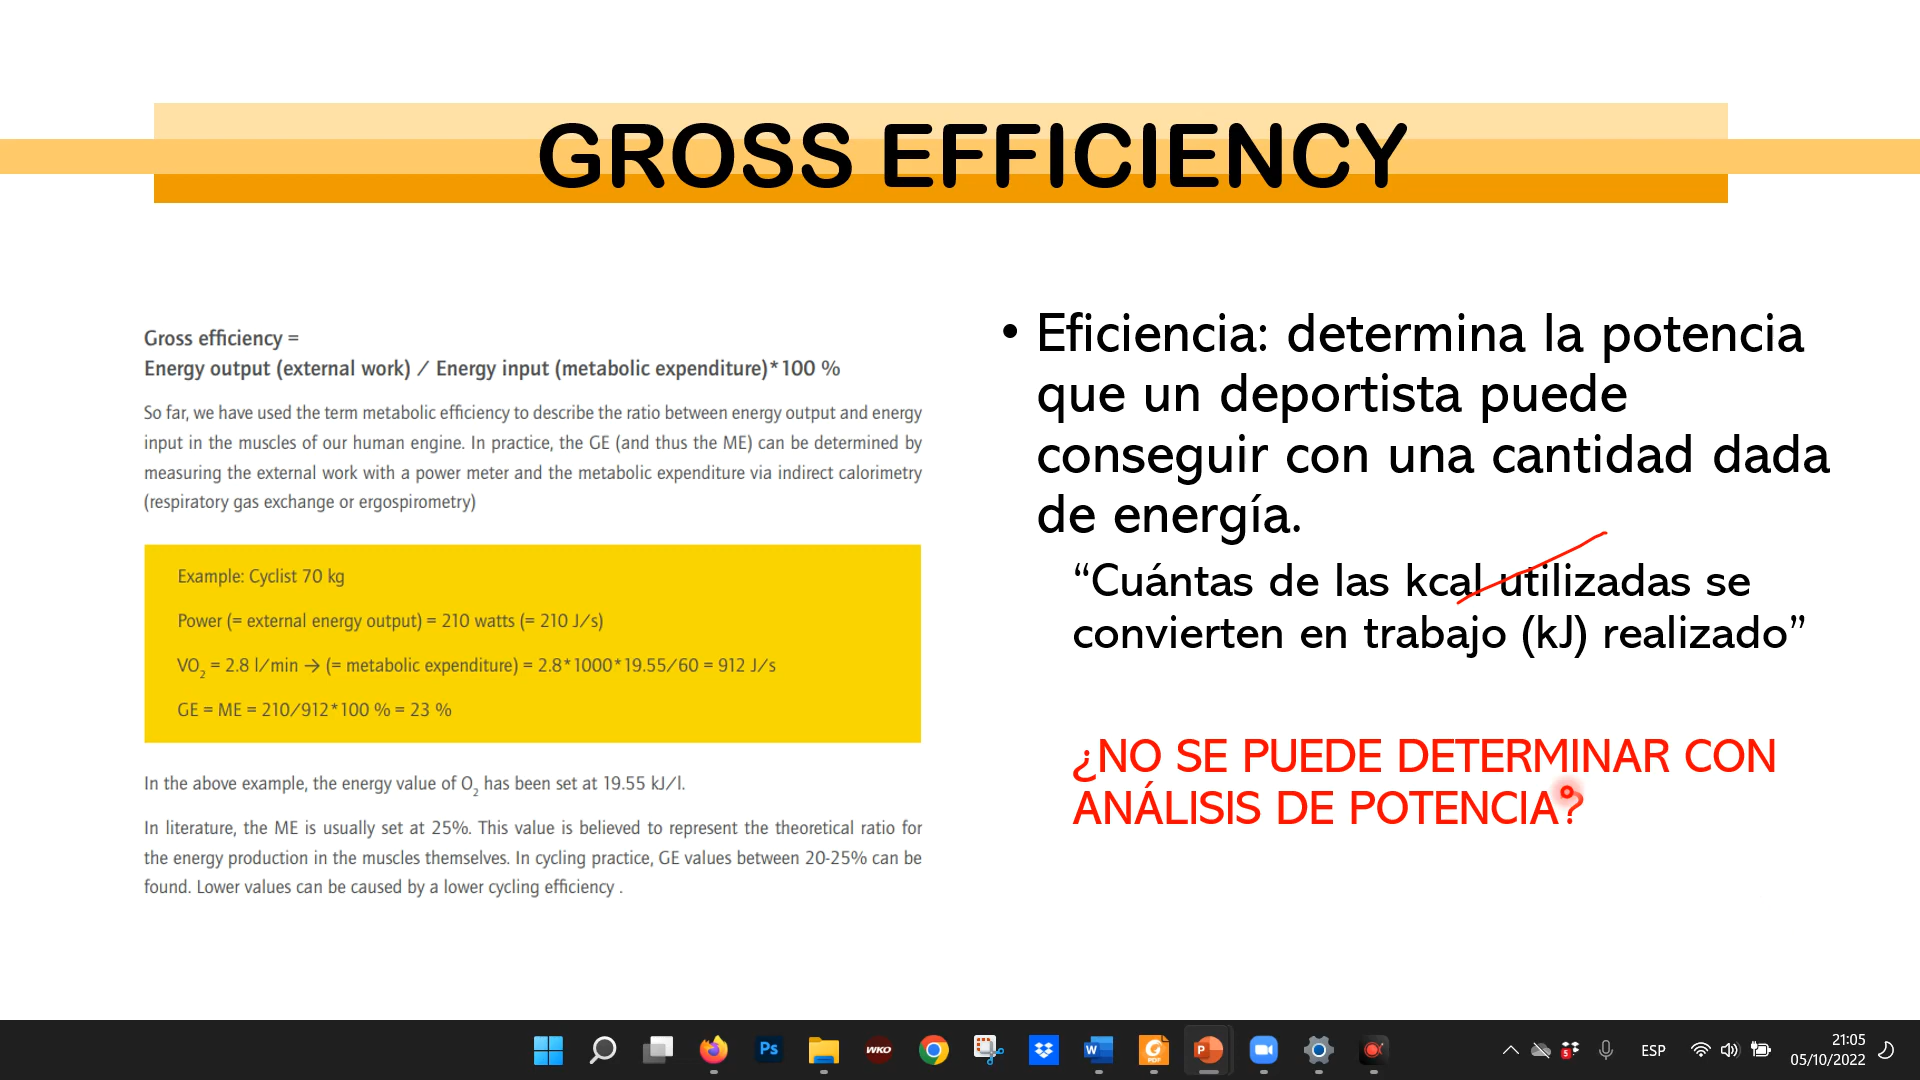 GROSS EFFICIENCY
Gross efficiency =
Energy output (external work) / Energy input (metabolic expenditure)*100 %
So far, we have used the term metabolic efficiency to describe the ratio between energy output and energy
input in the muscles of our human engine. In practice, the GE (and thus the ME) can be determined by
measuring the external work with a power meter and the metabolic expenditure via indirect calorimetry
(respiratory gas exchange or ergospirometry)
Example: Cyclist 70 kg
Power (= external energy output) = 210 watts (= 210 J/s)
VO2 = 2.8 l/min → (= metabolic expenditure) = 2.8*1000*19.55/60 = 912 J/s
GE = ME = 210/912*100 % = 23 %
In the above example, the energy value of O2 has been set at 19.55 kJ/l.
In literature, the ME is usually set at 25%. This value is believed to represent the theoretical ratio for
the energy production in the muscles themselves. In cycling practice, GE values between 20-25% can be
found. Lower values can be caused by a lower cycling efficiency .
• Eficiencia: determina la potencia
que un deportista puede
conseguir con una cantidad dada
de energía.
“Cuántas de las kcal utilizadas se
convierten en trabajo (kJ) realizado”
¿NO SE PUEDE DETERMINAR CON
ANÁLISIS DE POTENCIA?
Ps
WKO
W
PDF
P
5
ESP
21:05
05/10/2022